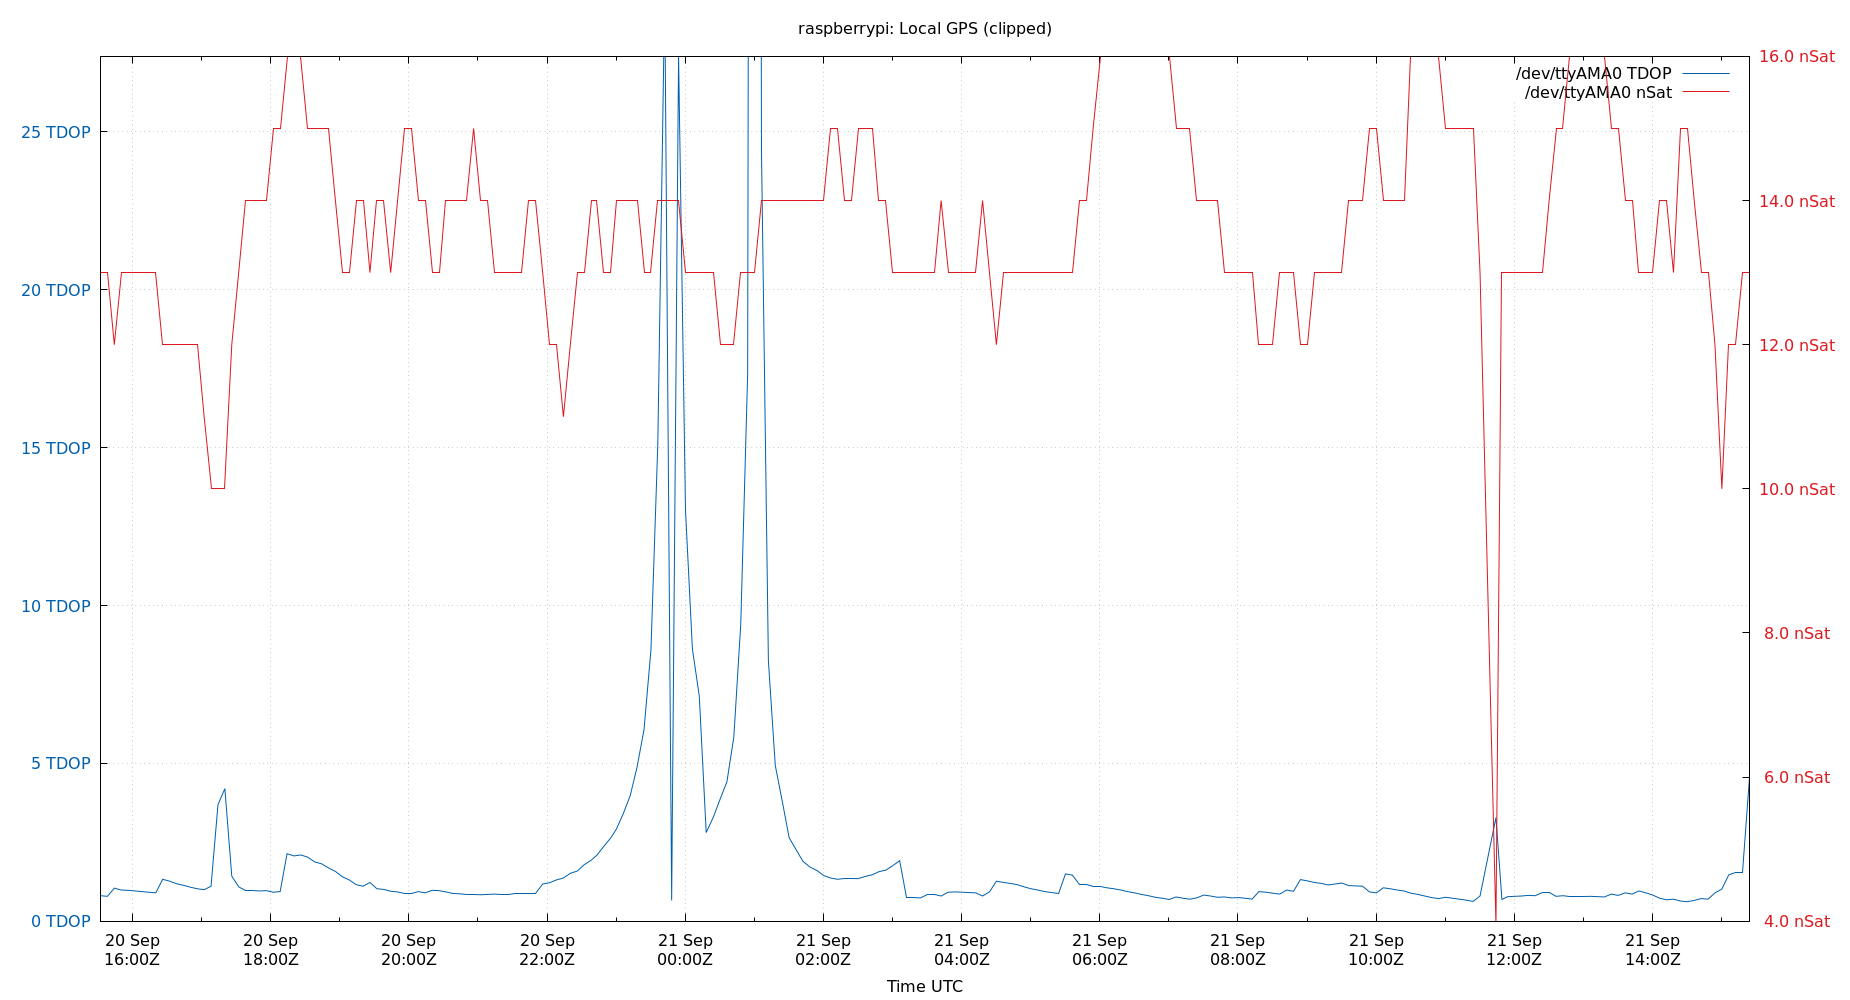 raspberrypi: Local GPS (clipped)
16.0 nSat
/dev/ttyAMA0 TDOP
/dev/ttyAMA0 nSat
25 TDOP
14.0 nSat
20 TDOP
12.0 nSat
15 TDOP
10.0 nSat
10 TDOP
8.0 nSat
5 TDOP
6.0 nSat
0 TDOP
4.0 nSat
20 Sep 20 Sep 20 Sep 20 Sep 21 Sep 21 Sep 21 Sep 21 Sep 21 Sep 21 Sep 21 Sep 21 Sep
16:00Z 18:00Z 20:00Z 22:00Z 00:00Z 02:00Z 04:00Z 06:00Z 08:00Z 10:00Z 12:00Z 14:00Z
Time UTC